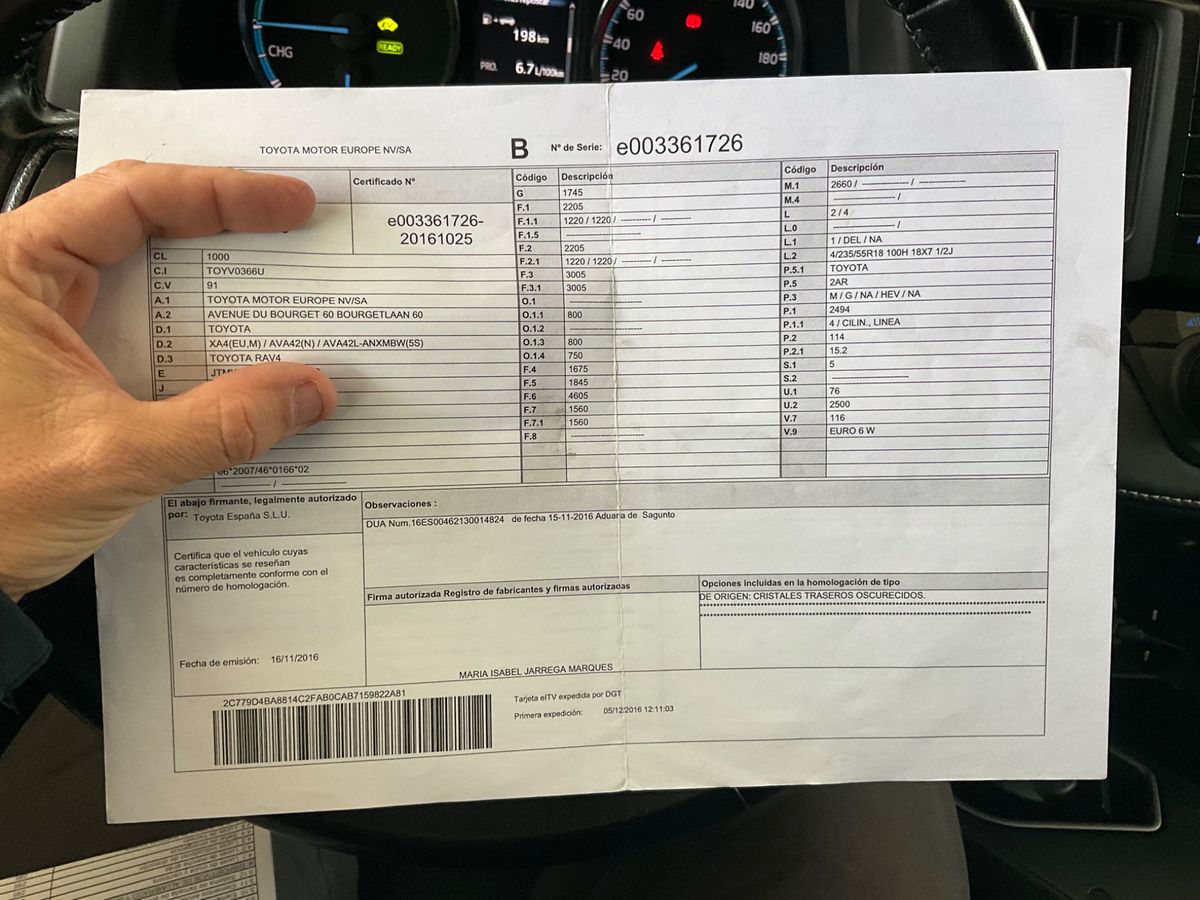 198 km
PRO. 6.7 L/100km
CHG
READY
60
40
20
140
160
180
TOYOTA MOTOR EUROPE NV/SA
B
Nº de Serie: e003361726
Certificado Nº
e003361726-
20161025
CL 1000
C.I TOYV0366U
C.V 91
A.1 TOYOTA MOTOR EUROPE NV/SA
A.2 AVENUE DU BOURGET 60 BOURGETLAAN 60
D.1 TOYOTA
D.2 XA4(EU,M) / AVA42(N) / AVA42L-ANXMBW(5S)
D.3 TOYOTA RAV4
E
J
06*2007/46*0166*02
---------------- / --------------------
Código Descripción
G 1745
F.1 2205
F.1.1 1220 / 1220 / ---------- / ----------
F.1.5 -------------------------
F.2 2205
F.2.1 1220 / 1220 / ---------- / ----------
F.3 3005
F.3.1 3005
O.1 -------------------------
O.1.1 800
O.1.2 -------------------------
O.1.3 800
O.1.4 750
F.4 1675
F.5 1845
F.6 4605
F.7 1560
F.7.1 1560
F.8 -------------------------
Código Descripción
M.1 2660 / --------------- / ---------------
M.4 -------------------- /
L 2 / 4
L.0 -------------------- /
L.1 1 / DEL / NA
L.2 4/235/55R18 100H 18X7 1/2J
P.5.1 TOYOTA
P.5 2AR
P.3 M / G / NA / HEV / NA
P.1 2494
P.1.1 4 / CILIN., LINEA
P.2 114
P.2.1 15.2
S.1 5
S.2 -------------------------
U.1 76
U.2 2500
V.7 116
V.9 EURO 6 W
El abajo firmante, legalmente autorizado
por: Toyota España S.L.U.
Certifica que el vehículo cuyas
características se reseñan
es completamente conforme con el
número de homologación.
Fecha de emisión: 16/11/2016
Observaciones :
DUA Num.16ES00462130014824 de fecha 15-11-2016 Aduana de Sagunto
Firma autorizada Registro de fabricantes y firmas autorizadas
MARIA ISABEL JARREGA MARQUES
Opciones incluidas en la homologación de tipo
DE ORIGEN: CRISTALES TRASEROS OSCURECIDOS.
2C779D4BA8814C2FAB0CAB7159822A81
Tarjeta eITV expedida por DGT
Primera expedición: 05/12/2016 12:11:03